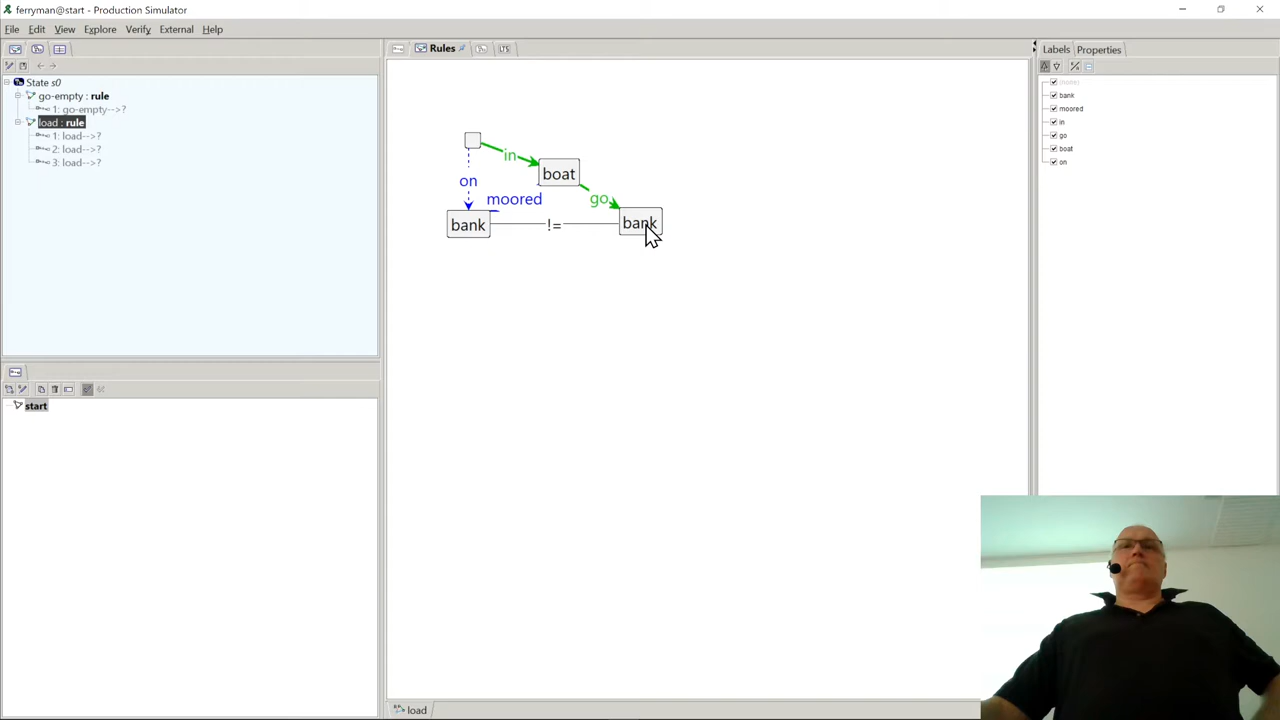 ferryman@start - Production Simulator
File Edit View Explore Verify External Help
Rules
LTS
Labels Properties
State s0
go-empty : rule
1: go-empty-->?
load : rule
1: load-->?
2: load-->?
3: load-->?
start
in
boat
on
moored
go
bank
!=
bank
load
(none)
bank
moored
in
go
boat
on